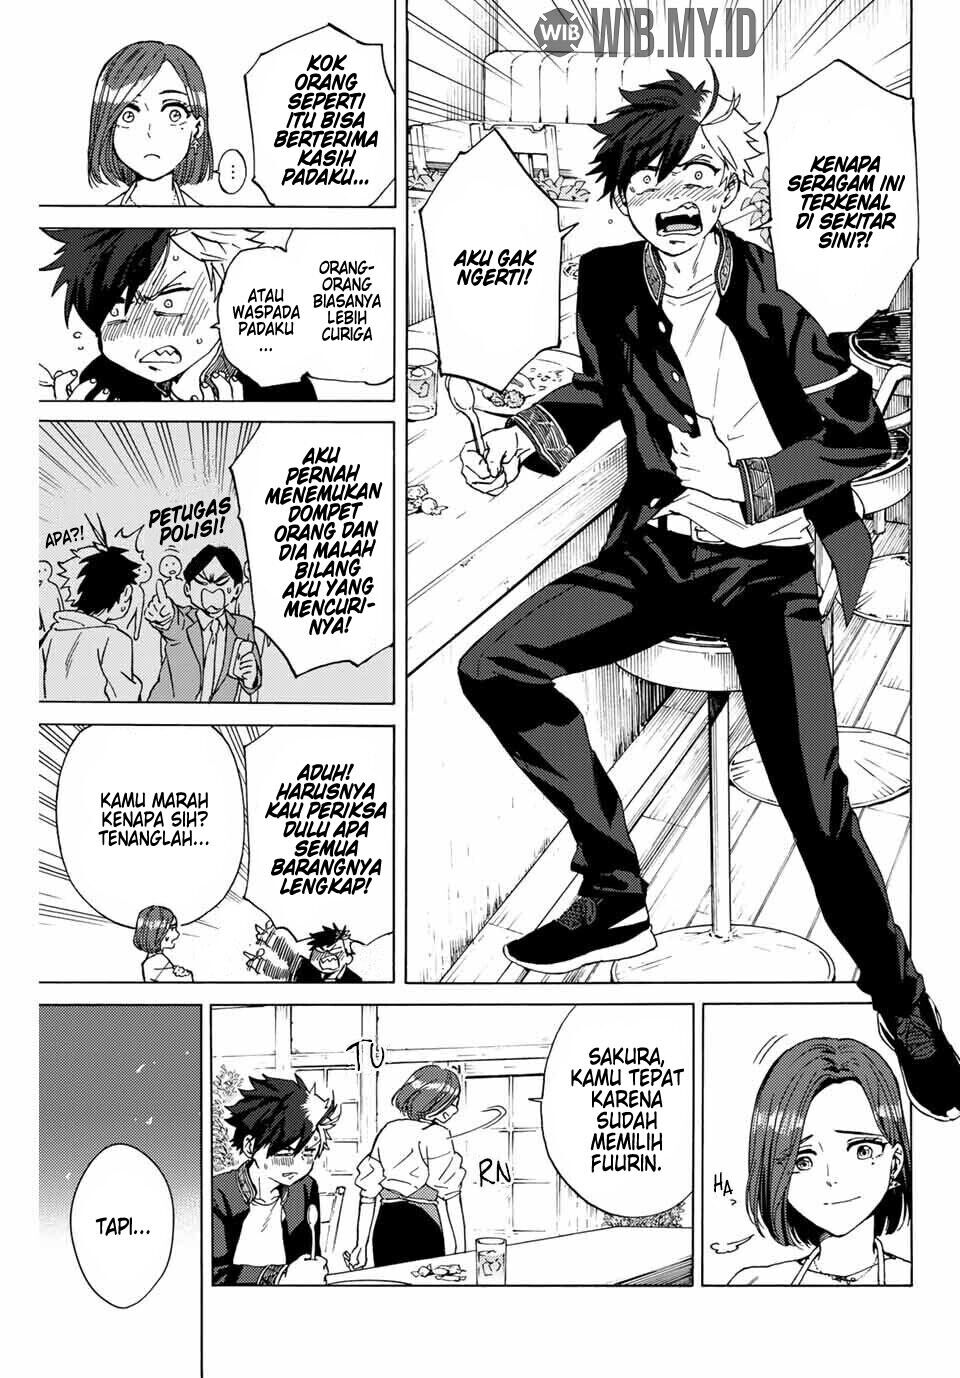 WIB
WIB.MY.ID
KENAPA
SERAGAM INI
TERKENAL
DI SEKITAR
SINI?!
AKU GAK
NGERTI!
KOK
ORANG
SEPERTI
ITU BISA
BERTERIMA
KASIH
PADAKU...
...
ORANG-
ORANG
BIASANYA
LEBIH
CURIGA
ATAU
WASPADA
PADAKU
...
AKU
PERNAH
MENEMUKAN
DOMPET
ORANG DAN
DIA MALAH
BILANG
AKU YANG
MENCURI-
NYA!
PETUGAS
POLISI!
APA?!
ADUH!
HARUSNYA
KAU PERIKSA
DULU APA
SEMUA
BARANGNYA
LENGKAP!
KAMU MARAH
KENAPA SIH?
TENANGLAH...
HA
SAKURA,
KAMU TEPAT
KARENA
SUDAH
MEMILIH
FUURIN.
TU
RN
TAPI...